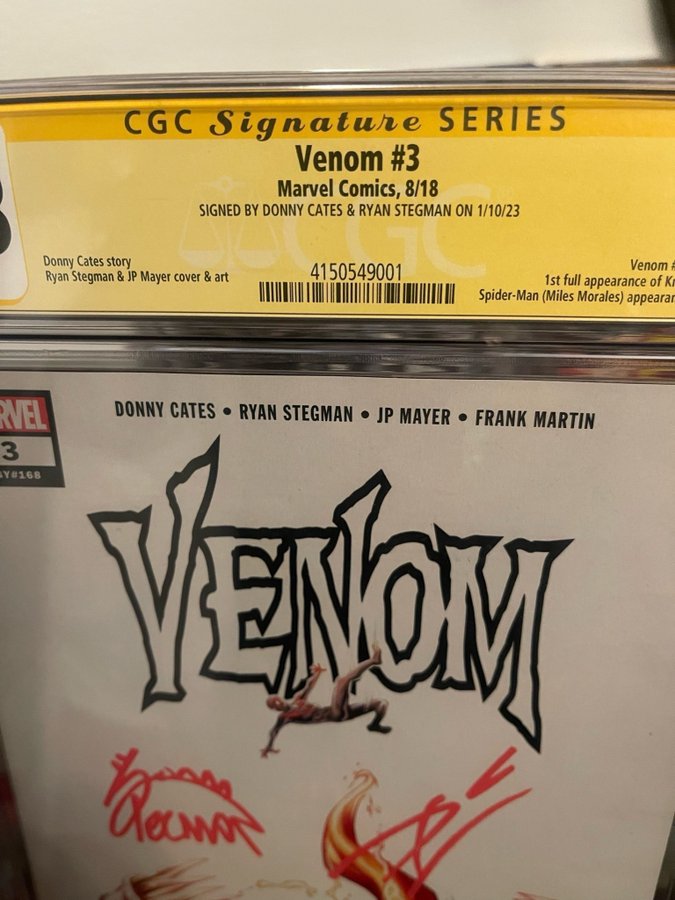 CGC Signature SERIES
Venom #3
Marvel Comics, 8/18
SIGNED BY DONNY CATES & RYAN STEGMAN ON 1/10/23
Donny Cates story
Ryan Stegman & JP Mayer cover & art
4150549001
Venom
1st full appearance of
Spider-Man (Miles Morales)
CGC
DONNY CATES • RYAN STEGMAN • JP MAYER • FRANK MARTIN
3
VENOM